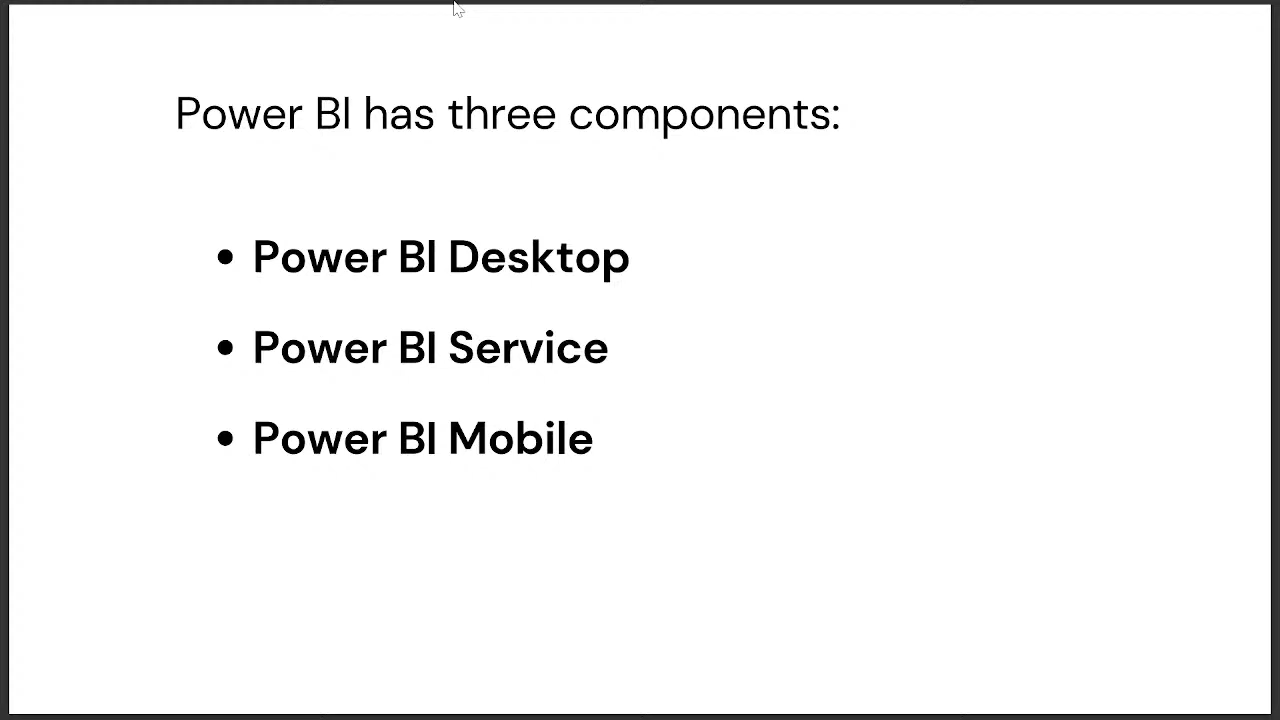 Power BI has three components:
• Power BI Desktop
• Power BI Service
• Power BI Mobile